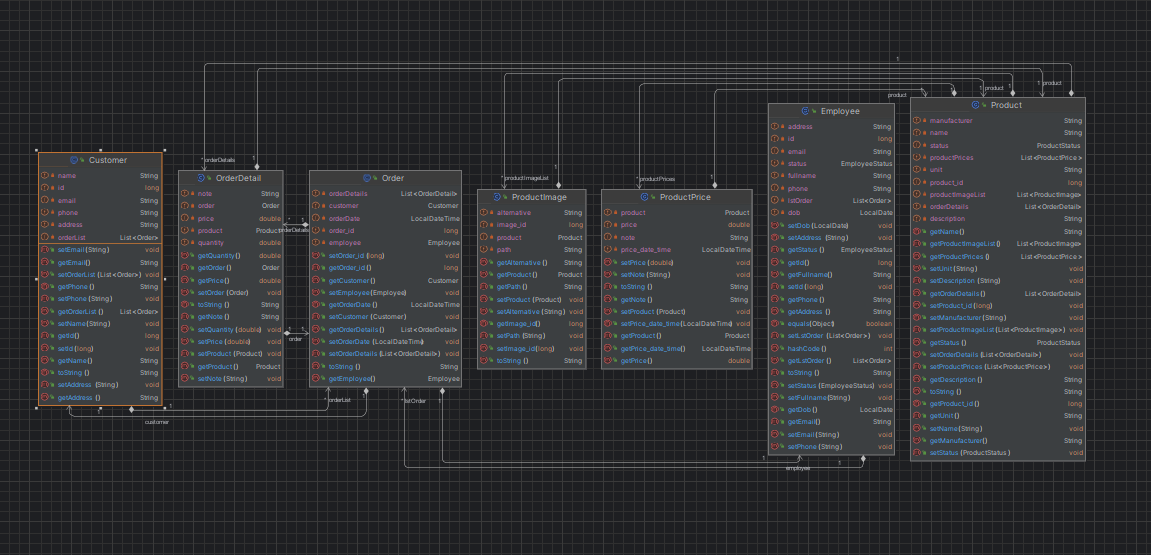 Customer
name String
id long
email String
phone String
address String
orderList List<Order>
setEmail(String) void
getEmail() String
setOrderList (List<Order>) void
getPhone () String
setPhone (String) void
getOrderList () List<Order>
setName(String) void
getId() long
setId (long) void
getName() String
toString () String
setAddress (String) void
getAddress () String
OrderDetail
note String
order Order
price double
product Product
quantity double
getQuantity() double
getOrder () Order
getPrice() double
setOrder (Order) void
toString () String
getNote () String
setQuantity (double) void
setPrice (double) void
setProduct (Product) void
getProduct () Product
setNote (String) void
Order
orderDetails List<OrderDetail>
customer Customer
orderDate LocalDateTime
order_id long
employee Employee
setOrder_id (long) void
getOrder_id () long
getCustomer () Customer
setEmployee(Employee) void
getOrderDate () LocalDateTime
setCustomer (Customer) void
getOrderDetails () List<OrderDetail>
setOrderDate (LocalDateTime) void
setOrderDetails (List<OrderDetail>) void
toString () String
getEmployee() Employee
ProductImage
alternative String
image_id long
product Product
path String
getAlternative () String
getProduct () Product
getPath() String
setProduct (Product) void
setAlternative (String) void
getImage_id() long
setPath (String) void
setImage_id(long) void
toString () String
ProductPrice
product Product
price double
note String
price_date_time LocalDateTime
setPrice (double) void
setNote (String) void
toString () String
getNote () String
setProduct (Product) void
setPrice_date_time(LocalDateTime) void
getProduct () Product
getPrice_date_time() LocalDateTime
getPrice() double
Employee
address String
id long
email String
status EmployeeStatus
fullname String
phone String
lstOrder List<Order>
dob LocalDate
setDob (LocalDate) void
setAddress (String) void
getStatus () EmployeeStatus
getId() long
getFullname() String
setId (long) void
getPhone () String
getAddress () String
equals(Object) boolean
setLstOrder (List<Order>) void
hashCode () int
getLstOrder () List<Order>
toString () String
setStatus (EmployeeStatus) void
setFullname(String) void
getDob () LocalDate
getEmail() String
setEmail(String) void
setPhone (String) void
Product
manufacturer String
name String
status ProductStatus
productPrices List<ProductPrice>
unit String
product_id long
productImageList List<ProductImage>
orderDetails List<OrderDetail>
description String
getName() String
getProductImageList () List<ProductImage>
getProductPrices () List<ProductPrice>
setUnit (String) void
setDescription (String) void
getOrderDetails () List<OrderDetail>
setProduct_id (long) void
setManufacturer (String) void
setProductImageList (List<ProductImage>) void
getStatus () ProductStatus
setOrderDetails (List<OrderDetail>) void
setProductPrices (List<ProductPrice>) void
getDescription () String
toString () String
getProduct_id () long
getUnit () String
setName(String) void
getManufacturer() String
setStatus (ProductStatus) void
1
1 product
1 product
product
* orderDetails 1
* productImageList 1
* productPrices 1
* 1
orderDetails
1 1
order
1 1
customer
* orderList 1
* lstOrder 1
1
employee 1